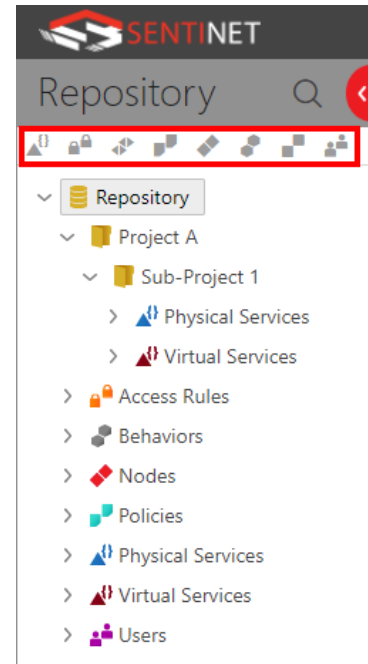 SENTINET
Repository
Repository
Project A
Sub-Project 1
Physical Services
Virtual Services
Access Rules
Behaviors
Nodes
Policies
Physical Services
Virtual Services
Users